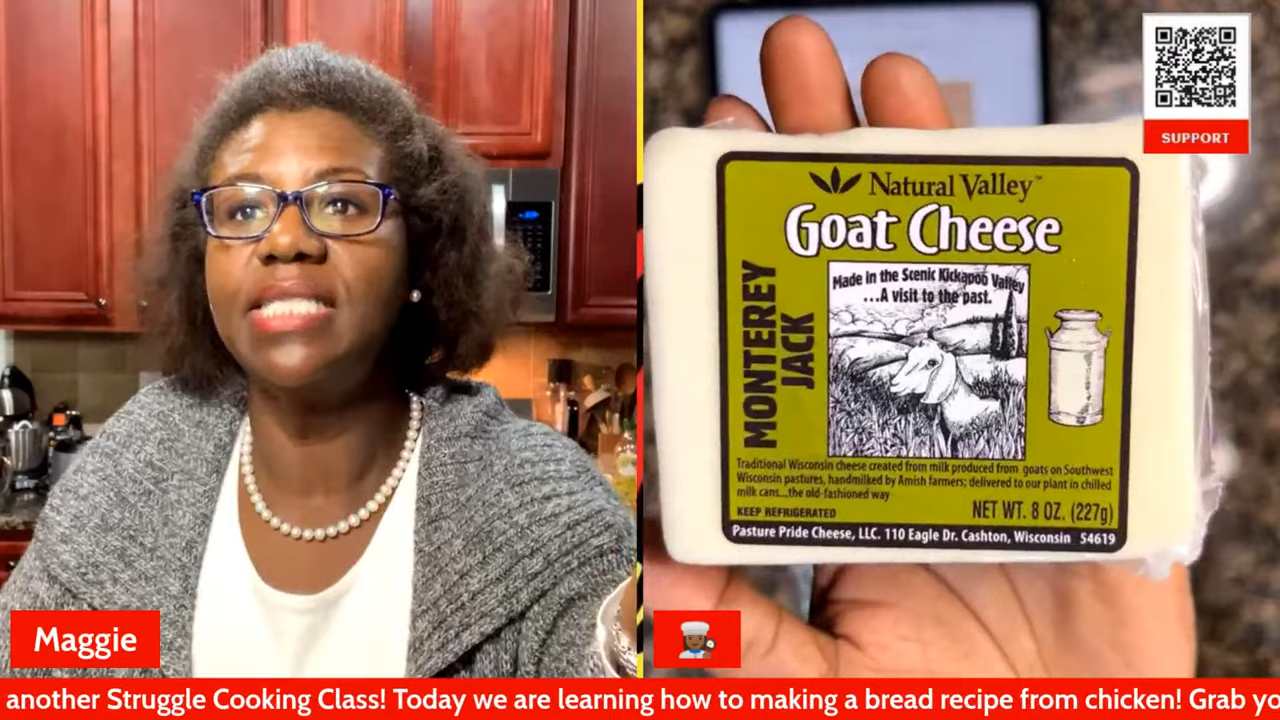 SUPPORT
Natural Valley™
Goat Cheese
Made in the Scenic Kickapoo Valley
...A visit to the past.
MONTEREY
JACK
Traditional Wisconsin cheese created from milk produced from goats on Southwest
Wisconsin pastures, handmilked by Amish farmers; delivered to our plant in chilled
milk cans...the old-fashioned way
KEEP REFRIGERATED
NET WT. 8 OZ. (227g)
Pasture Pride Cheese, LLC. 110 Eagle Dr. Cashton, Wisconsin 54619
Maggie
another Struggle Cooking Class! Today we are learning how to making a bread recipe from chicken! Grab yo